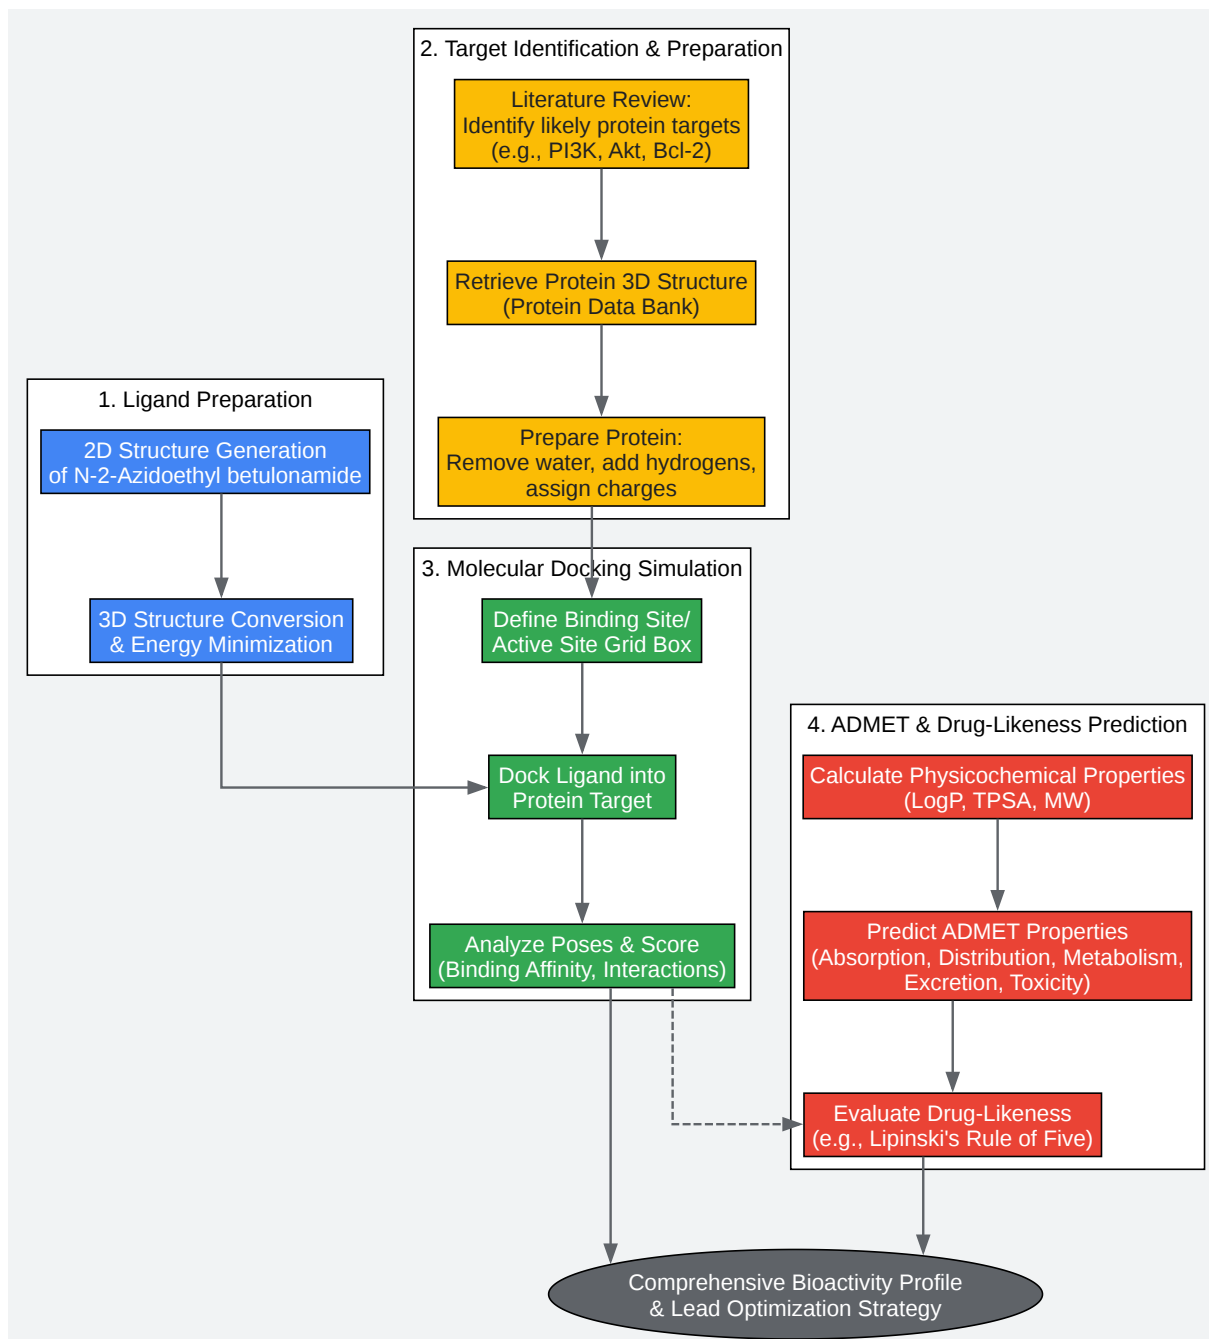 2. Target Identification & Preparation
Literature Review:
Identify likely protein targets
(e.g., PI3K, Akt, Bcl-2)
Retrieve Protein 3D Structure
(Protein Data Bank)
Prepare Protein:
Remove water, add hydrogens,
assign charges
1. Ligand Preparation
2D Structure Generation
of N-2-Azidoethyl betulonamide
3D Structure Conversion
& Energy Minimization
3. Molecular Docking Simulation
Define Binding Site/
Active Site Grid Box
Dock Ligand into
Protein Target
Analyze Poses & Score
(Binding Affinity, Interactions)
4. ADMET & Drug-Likeness Prediction
Calculate Physicochemical Properties
(LogP, TPSA, MW)
Predict ADMET Properties
(Absorption, Distribution, Metabolism,
Excretion, Toxicity)
Evaluate Drug-Likeness
(e.g., Lipinski's Rule of Five)
Comprehensive Bioactivity Profile
& Lead Optimization Strategy